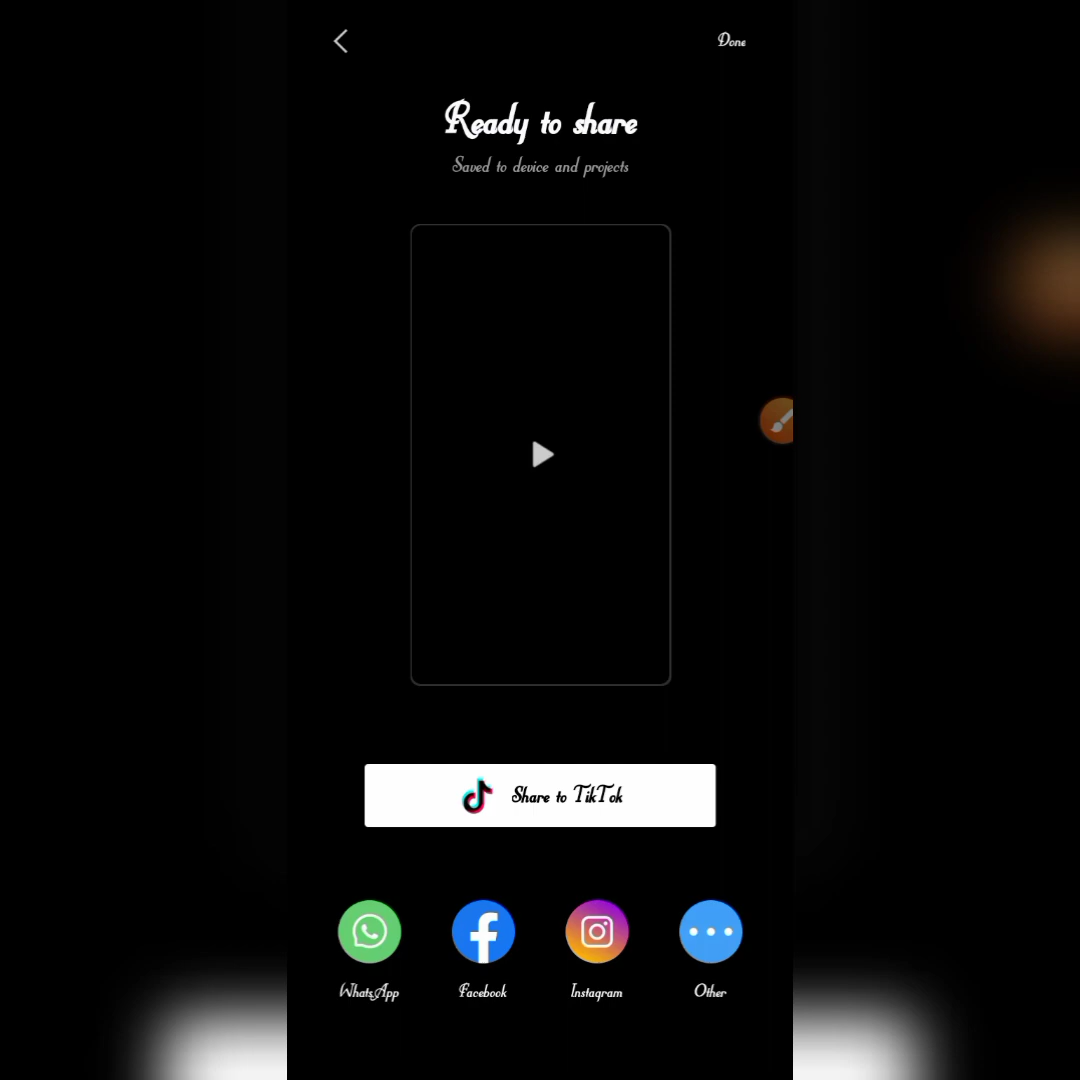 Done
Ready to share
Saved to device and projects
Share to TikTok
WhatsApp
Facebook
Instagram
Other